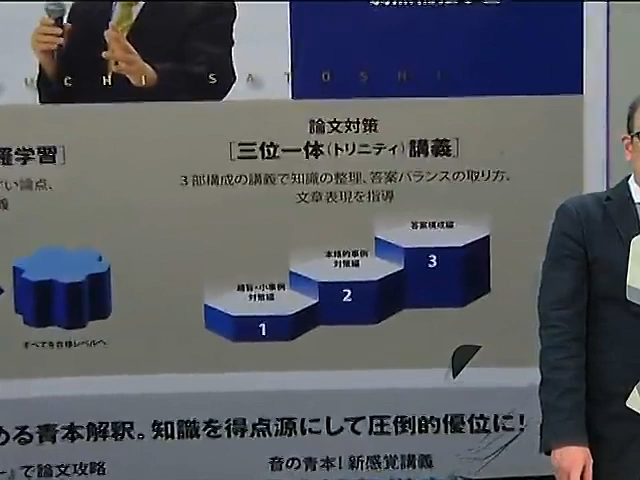 U C H I S A T O S H I
論文対策
羅学習]
[三位一体(トリニティ)講義]
い論点、
3部構成の講義で知識の整理、答案バランスの取り方、
文章表現を指導
答案構成編
本格的事例
対策編
趣旨・小事例
対策編
3
2
1
すべてを合格レベルへ
める青本解釈。知識を得点源にして圧倒的優位に!
ー」で論文攻略
音の青本!新感覚講義